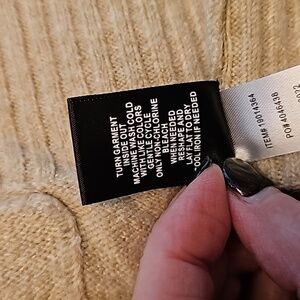 TURN GARMENT
INSIDE OUT
MACHINE WASH COLD
WITH LIKE COLORS
GENTLE CYCLE
ONLY NON-CHLORINE
BLEACH
WHEN NEEDED
RESHAPE AND
LAY FLAT TO DRY
COOL IRON IF NEEDED
ITEM# 19014364
PO# 4046438